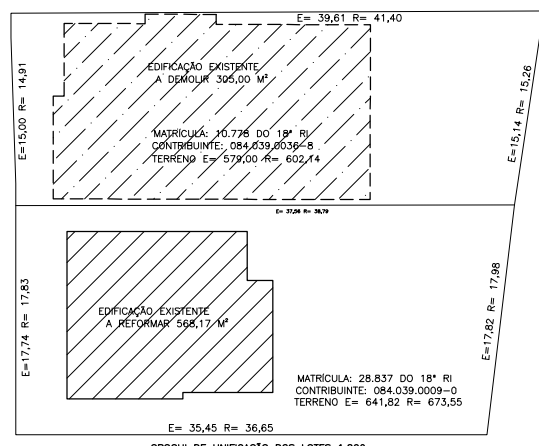 E= 39,61 R= 41,40
E=15,00 R= 14,91
EDIFICAÇÃO EXISTENTE
A DEMOLIR 305,00 M²
E=15,14 R= 15,26
MATRÍCULA: 10.778 DO 18° RI
CONTRIBUINTE: 084.039.0036-8
TERRENO E= 579,00 R= 602,14
E= 37,56 R= 38,79
E=17,74 R= 17,83
EDIFICAÇÃO EXISTENTE
A REFORMAR 568,17 M²
E=17,82 R= 17,98
MATRÍCULA: 28.837 DO 18° RI
CONTRIBUINTE: 084.039.0009-0
TERRENO E= 641,82 R= 673,55
E= 35,45 R= 36,65